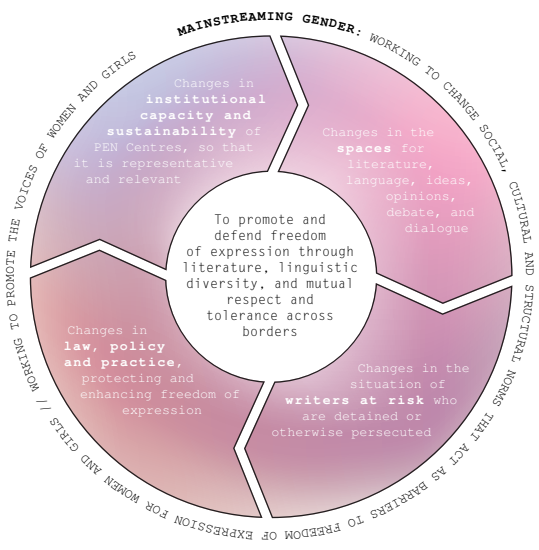 MAINSTREAMING GENDER: WORKING TO CHANGE SOCIAL, CULTURAL AND STRUCTURAL NORMS THAT ACT AS BARRIERS TO FREEDOM OF EXPRESSION FOR WOMEN AND GIRLS // WORKING TO PROMOTE THE VOICES OF WOMEN AND GIRLS
Changes in
institutional
capacity and
sustainability of
PEN Centres, so that
it is representative
and relevant
Changes in the
spaces for
literature,
language, ideas,
opinions,
debate, and
dialogue
To promote and
defend freedom
of expression through
literature, linguistic
diversity, and mutual
respect and
tolerance across
borders
Changes in
law, policy
and practice,
protecting and
enhancing freedom of
expression
Changes in the
situation of
writers at risk who
are detained or
otherwise persecuted